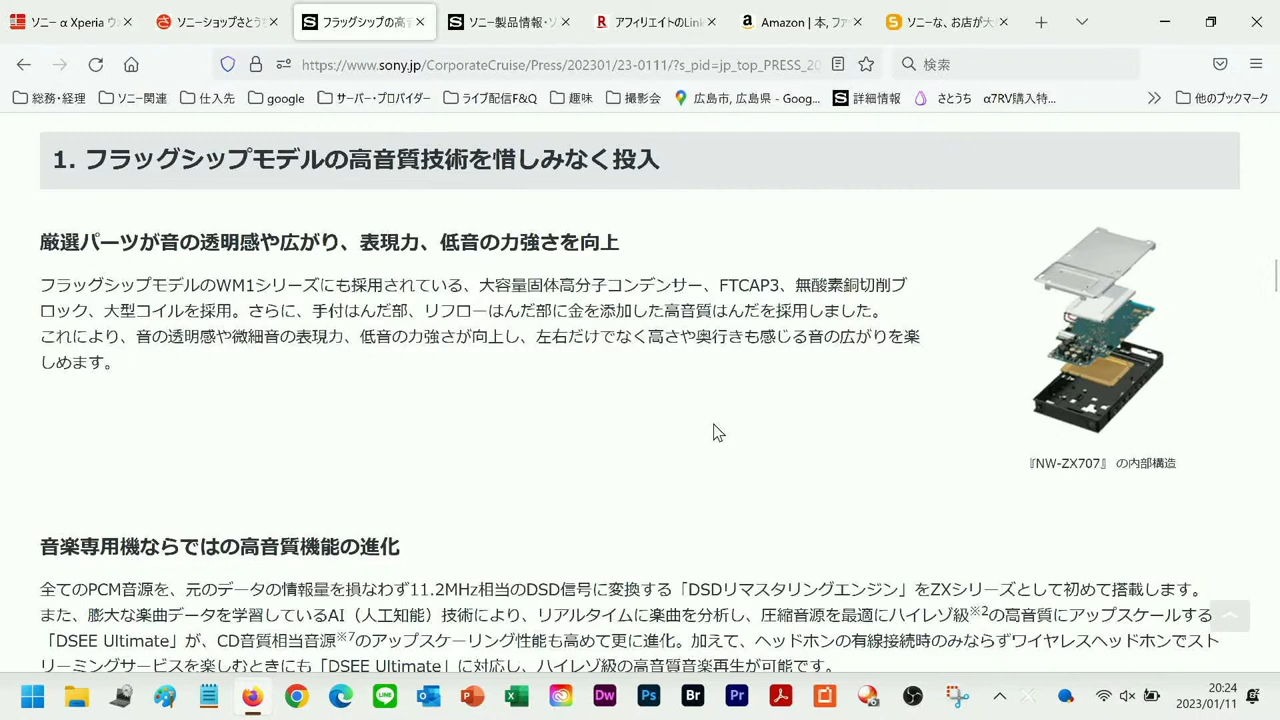 ソニー α Xperia ウ
ソニーショップさとう
フラッグシップの高音
ソニー製品情報・ソ
アフィリエイトのLink
Amazon | 本, ファ
ソニーな、お店が大
https://www.sony.jp/CorporateCruise/Press/202301/23-0111/?s_pid=jp_top_PRESS_20
検索
総務・経理
ソニー関連
仕入先
google
サーバー・プロバイダー
ライブ配信F&Q
趣味
撮影会
広島市, 広島県 - Goog...
詳細情報
さとうち α7RV購入特...
他のブックマーク
1. フラッグシップモデルの高音質技術を惜しみなく投入
厳選パーツが音の透明感や広がり、表現力、低音の力強さを向上
フラッグシップモデルのWM1シリーズにも採用されている、大容量固体高分子コンデンサー、FTCAP3、無酸素銅切削ブ
ロック、大型コイルを採用。さらに、手付はんだ部、リフローはんだ部に金を添加した高音質はんだを採用しました。
これにより、音の透明感や微細音の表現力、低音の力強さが向上し、左右だけでなく高さや奥行きも感じる音の広がりを楽
しめます。
『NW-ZX707』 の内部構造
音楽専用機ならではの高音質機能の進化
全てのPCM音源を、元のデータの情報量を損なわず11.2MHz相当のDSD信号に変換する「DSDリマスタリングエンジン」をZXシリーズとして初めて搭載します。
また、膨大な楽曲データを学習しているAI（人工知能）技術により、リアルタイムに楽曲を分析し、圧縮音源を最適にハイレゾ級※2の高音質にアップスケールする
「DSEE Ultimate」が、CD音質相当音源※7のアップスケーリング性能も高めて更に進化。加えて、ヘッドホンの有線接続時のみならずワイヤレスヘッドホンでスト
リーミングサービスを楽しむときにも「DSEE Ultimate」に対応し、ハイレゾ級の高音質音楽再生が可能です。
20:24
2023/01/11